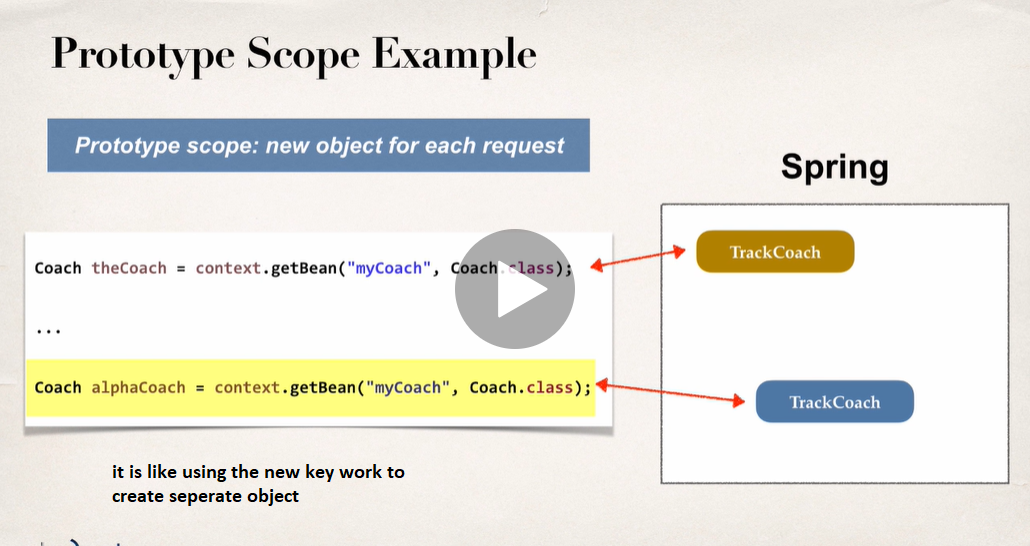 Prototype Scope Example
Prototype scope: new object for each request
Spring
Coach theCoach = context.getBean("myCoach", Coach.class);
TrackCoach
...
Coach alphaCoach = context.getBean("myCoach", Coach.class);
TrackCoach
it is like using the new key work to
create seperate object